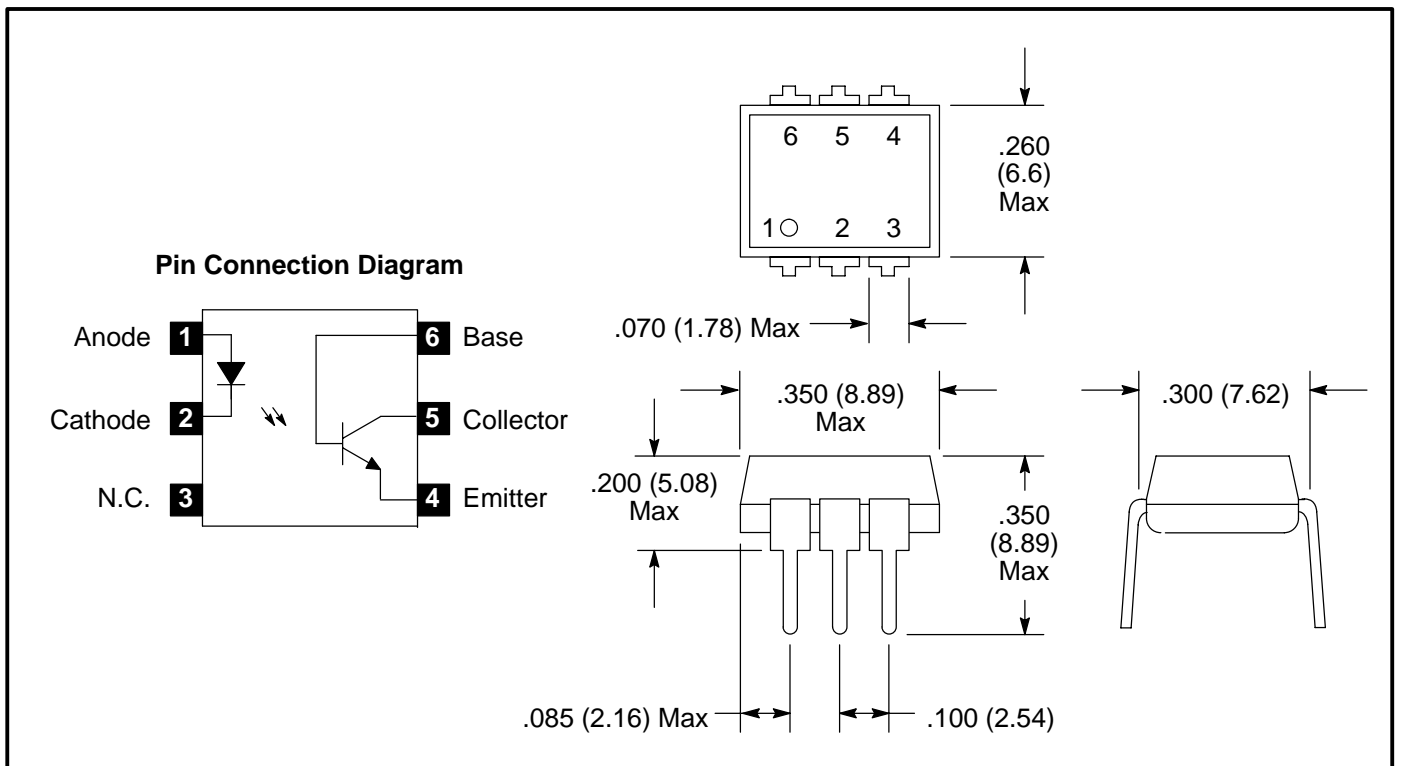 Pin Connection Diagram
Anode 1
6 Base
Cathode 2
5 Collector
N.C. 3
4 Emitter
6 5 4
1 2 3
.260
(6.6)
Max
.070 (1.78) Max
.350 (8.89)
Max
.300 (7.62)
.200 (5.08)
Max
.350
(8.89)
Max
.085 (2.16) Max
.100 (2.54)